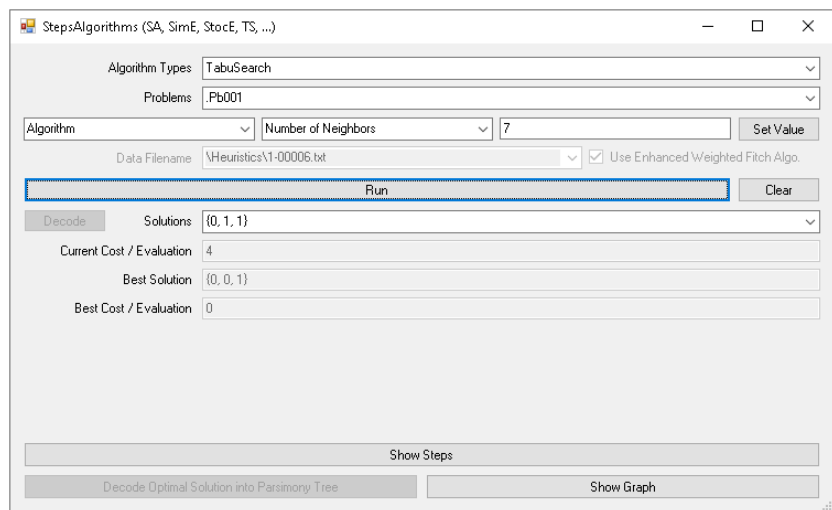 StepsAlgorithms (SA, SimE, StocE, TS, ...)
Algorithm Types TabuSearch
Problems .Pb001
Algorithm Number of Neighbors 7 Set Value
Data Filename \Heuristics\1-00006.txt Use Enhanced Weighted Fitch Algo.
Run Clear
Decode Solutions {0, 1, 1}
Current Cost / Evaluation 4
Best Solution {0, 0, 1}
Best Cost / Evaluation 0
Show Steps
Decode Optimal Solution into Parsimony Tree Show Graph